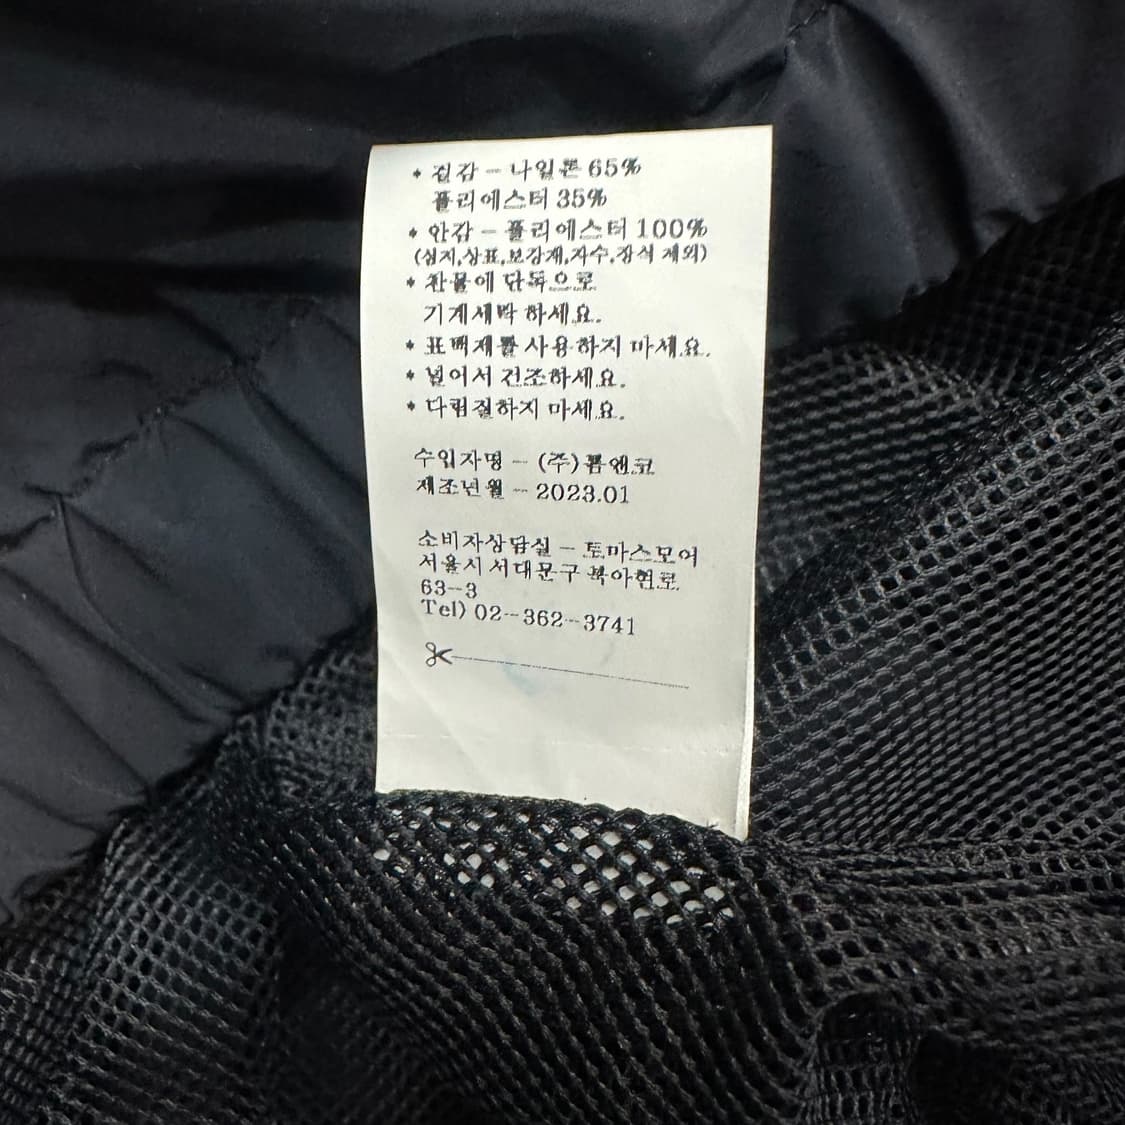 * 겉감 - 나일론 65%
폴리에스터 35%
* 안감 - 폴리에스터 100%
(심지,상표,보강재,자수,장식 제외)
* 찬물에 단독으로
기계세탁 하세요.
* 표백제를 사용하지 마세요.
* 널어서 건조하세요.
* 다림질하지 마세요.
수입자명 - (주)톰앤코
제조년월 - 2023.01
소비자상담실 - 토마스모어
서울시 서대문구 북아현로
63-3
Tel) 02-362-3741